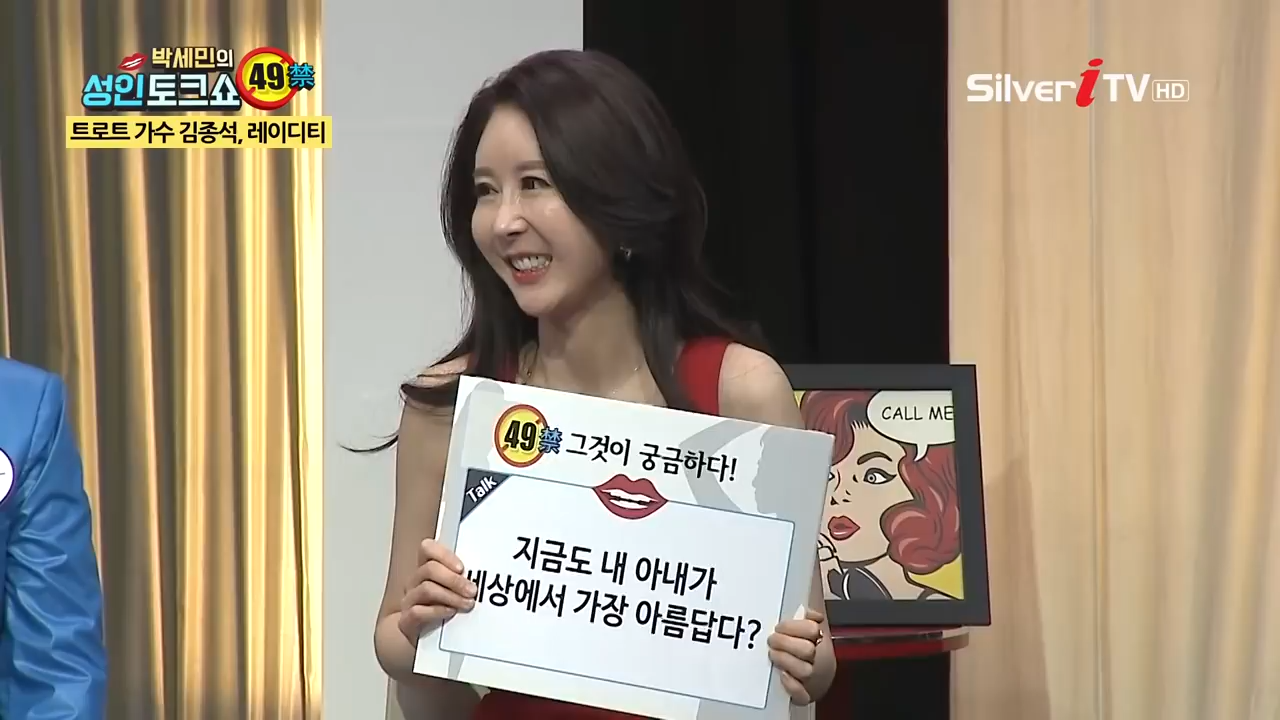 박세민의
성인 토크쇼 49禁
트로트 가수 김종석, 레이디티
Silver i TV HD
CALL ME
49禁 그것이 궁금하다!
Talk
지금도 내 아내가
세상에서 가장 아름답다?